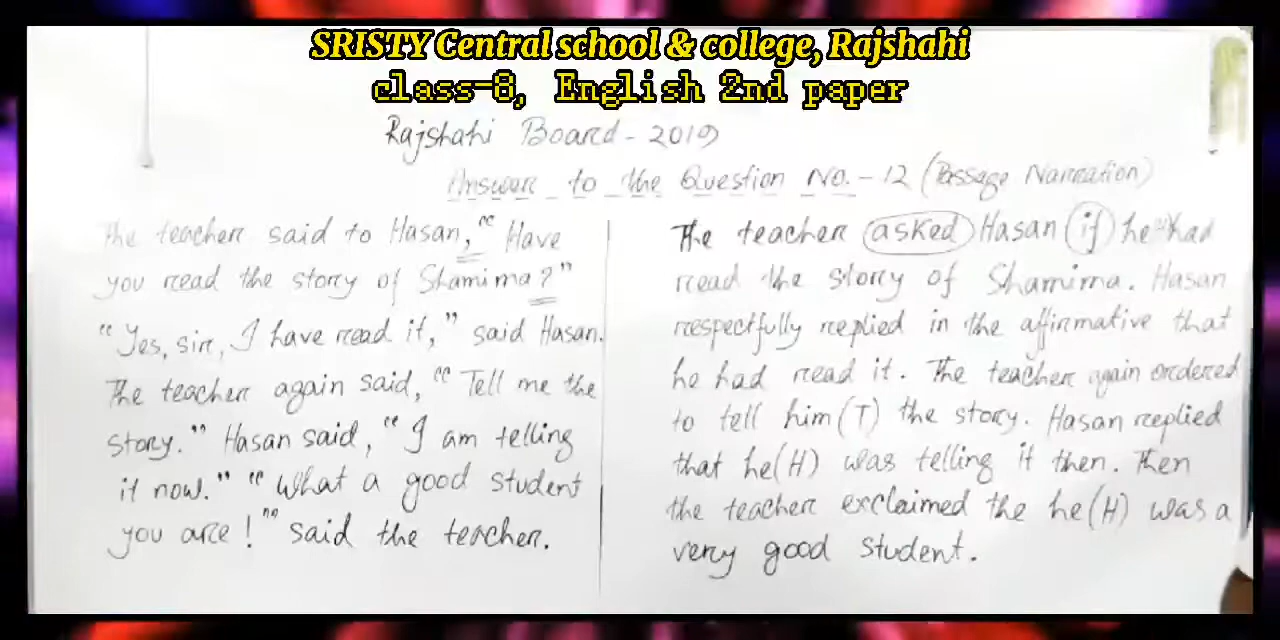 SRISTY Central school & college, Rajshahi
class-8, English 2nd paper
Rajshahi Board - 2019
Answer to the Question No. - 12 (Passage Narration)
The teacher said to Hasan, "Have
you read the story of Shamima?"
"Yes, sir, I have read it," said Hasan.
The teacher again said, "Tell me the
story." Hasan said, "I am telling
it now." "What a good student
you are!" said the teacher.
The teacher asked Hasan if he had
read the story of Shamima. Hasan
respectfully replied in the affirmative that
he had read it. The teacher again ordered
to tell him (T) the story. Hasan replied
that he (H) was telling it then. Then
the teacher exclaimed the he (H) was a
very good student.